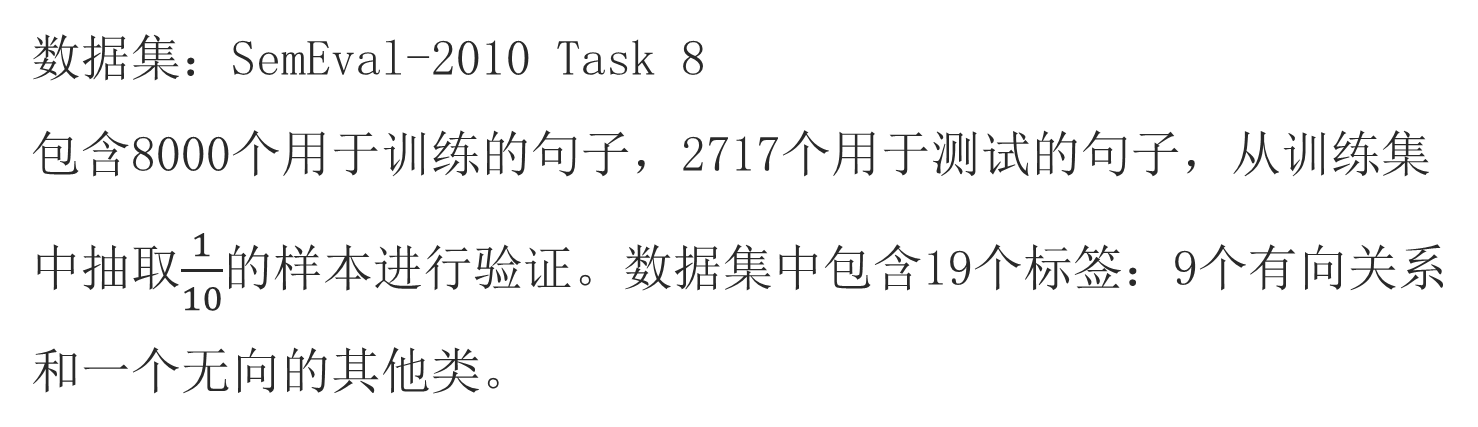 数据集：SemEval-2010 Task 8
包含8000个用于训练的句子，2717个用于测试的句子，从训练集
中抽取1/10的样本进行验证。数据集中包含19个标签：9个有向关系
和一个无向的其他类。